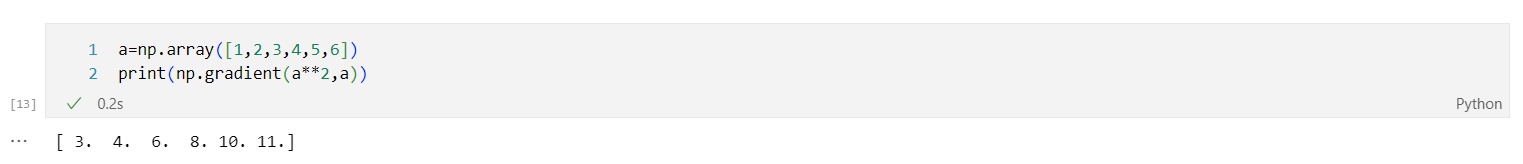 1 a=np.array([1,2,3,4,5,6])
2 print(np.gradient(a**2,a))
[13] ✓ 0.2s Python
... [ 3.  4.  6.  8. 10. 11.]